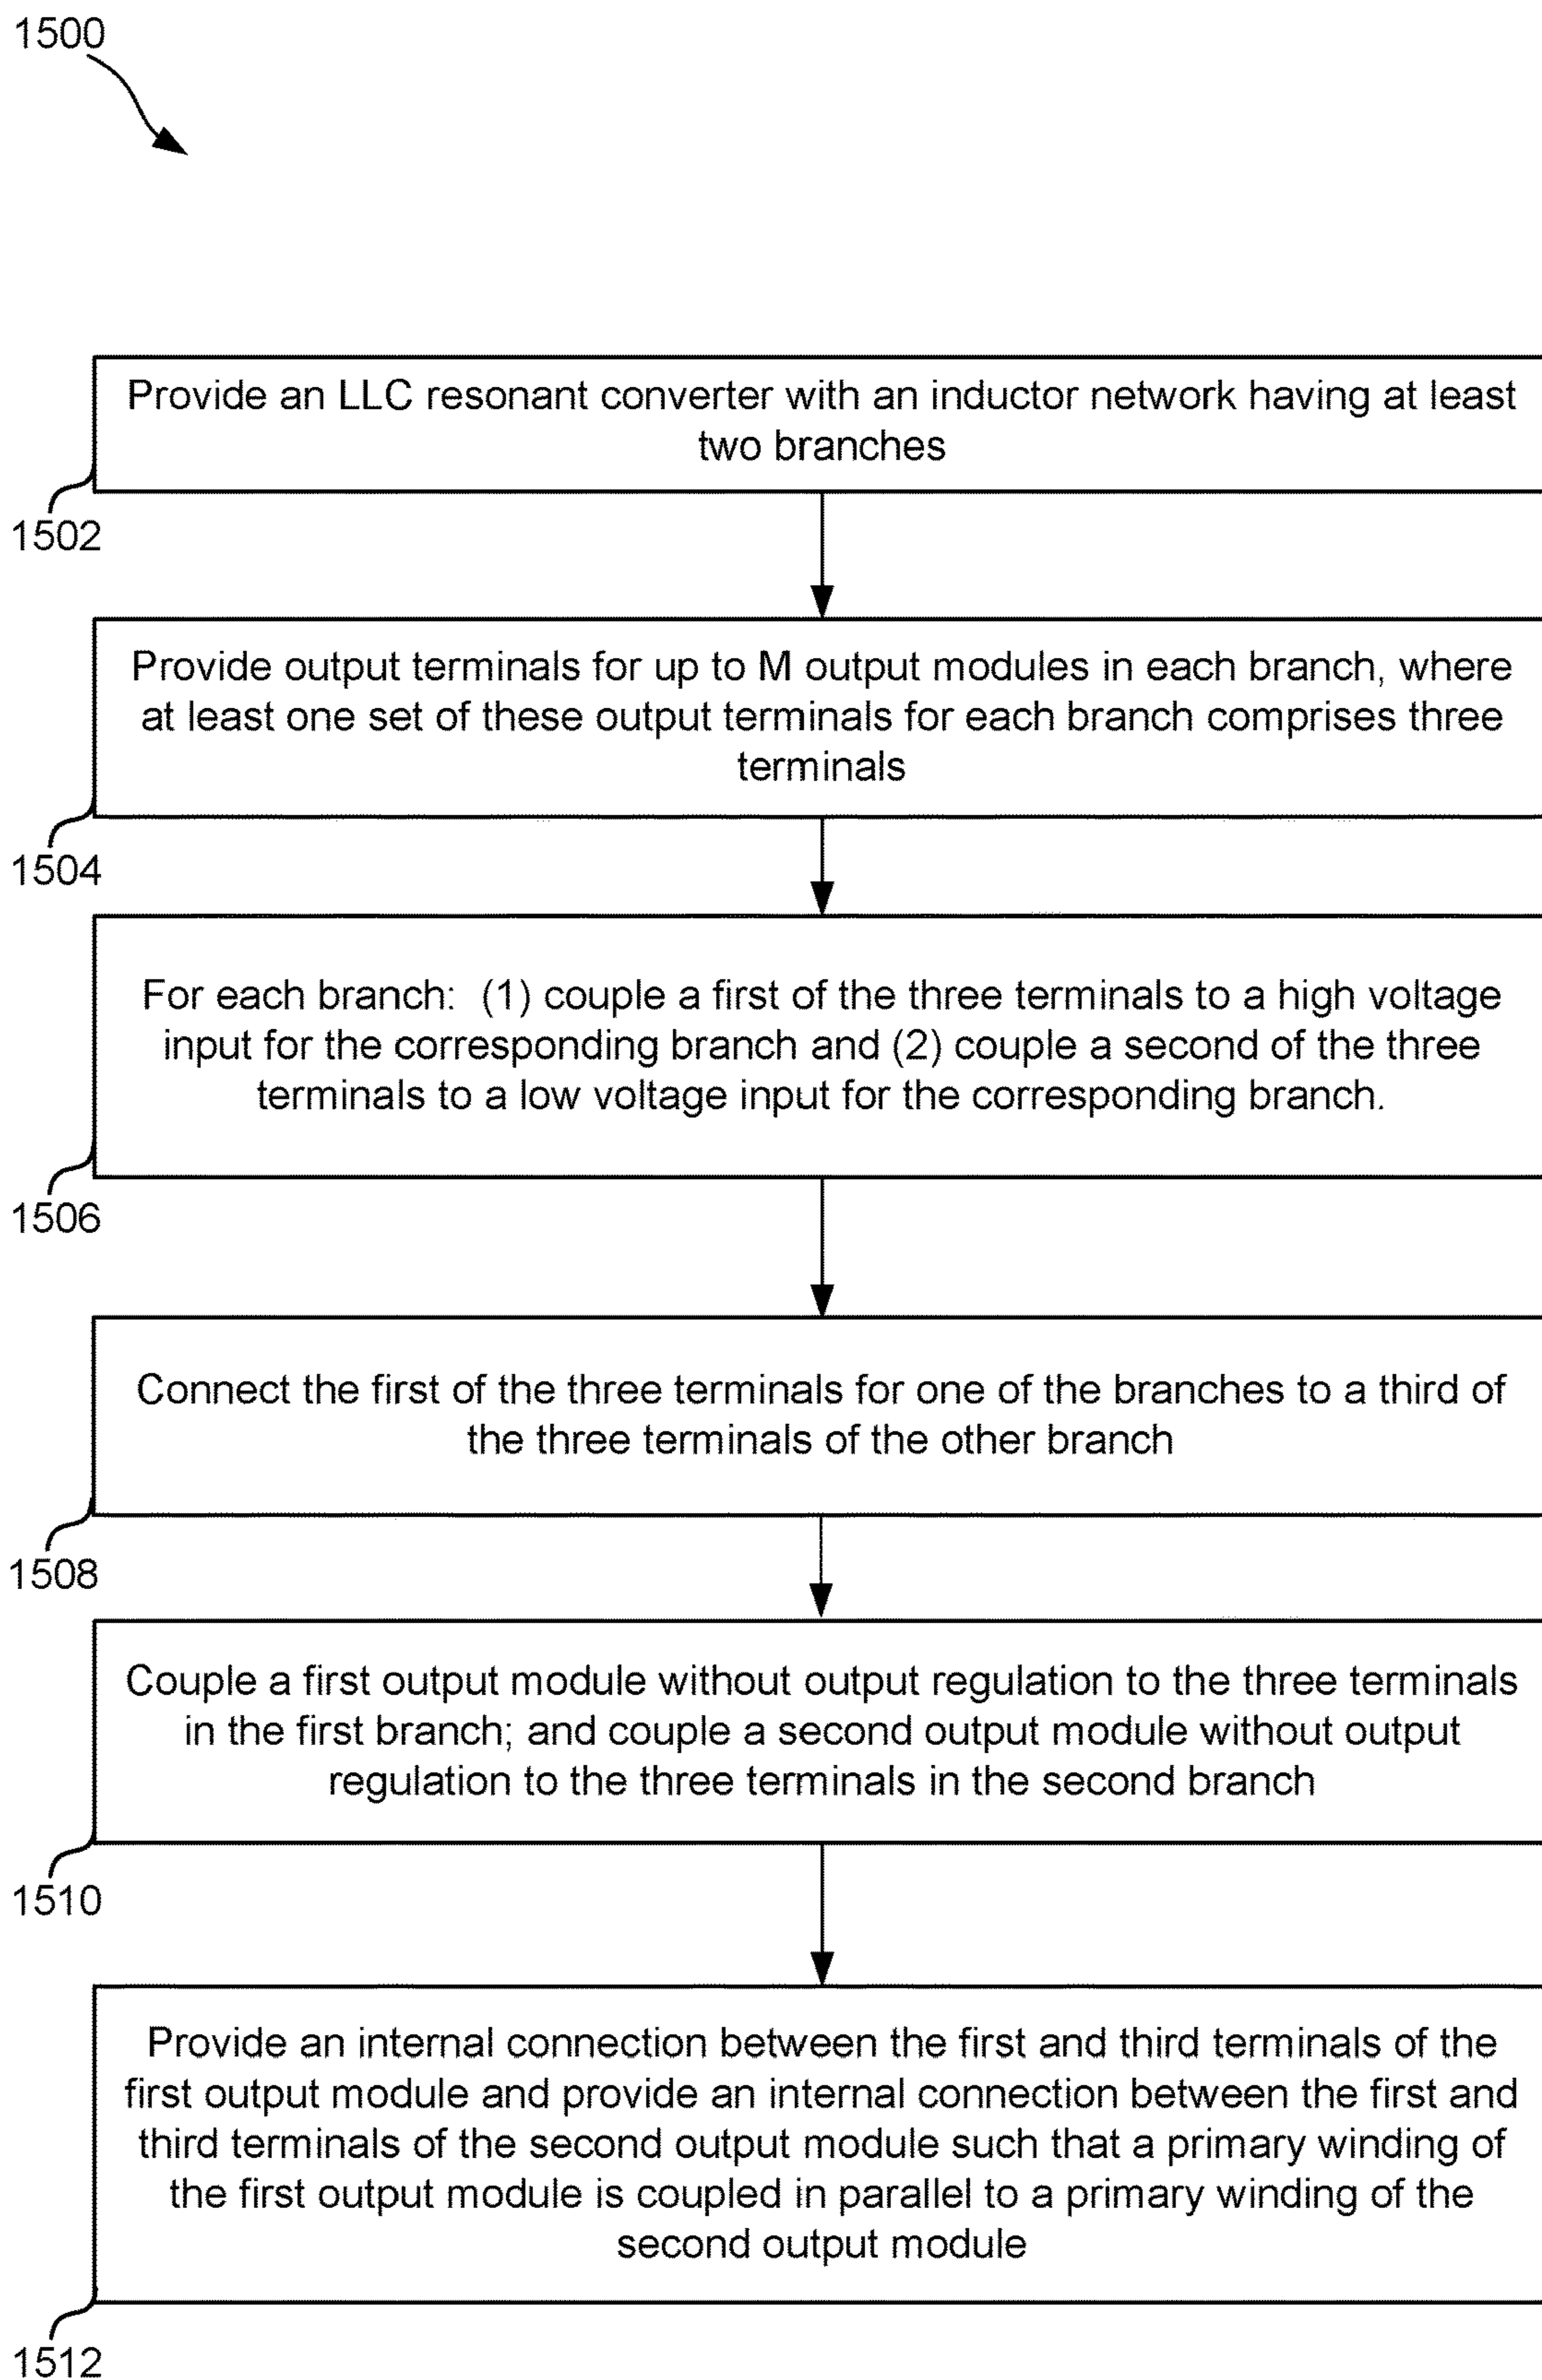 1500
Provide an LLC resonant converter with an inductor network having at least
two branches
1502
Provide output terminals for up to M output modules in each branch, where
at least one set of these output terminals for each branch comprises three
terminals
1504
For each branch:  (1) couple a first of the three terminals to a high voltage
input for the corresponding branch and (2) couple a second of the three
terminals to a low voltage input for the corresponding branch.
1506
Connect the first of the three terminals for one of the branches to a third of
the three terminals of the other branch
1508
Couple a first output module without output regulation to the three terminals
in the first branch; and couple a second output module without output
regulation to the three terminals in the second branch
1510
Provide an internal connection between the first and third terminals of the
first output module and provide an internal connection between the first and
third terminals of the second output module such that a primary winding of
the first output module is coupled in parallel to a primary winding of the
second output module
1512